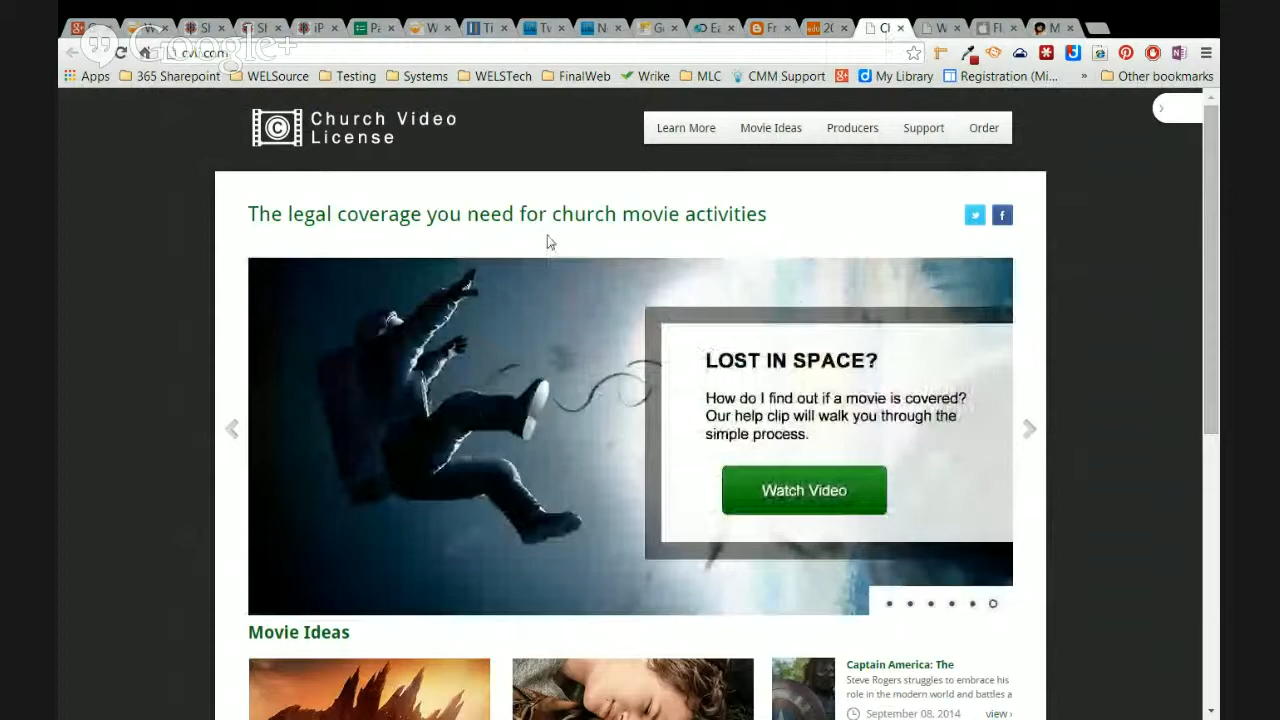 Google+
cvli.com
Apps 365 Sharepoint WELSource Testing Systems WELSTech FinalWeb Wrike MLC CMM Support My Library Registration (Mi... » Other bookmarks
Church Video
License
Learn More Movie Ideas Producers Support Order
The legal coverage you need for church movie activities
LOST IN SPACE?
How do I find out if a movie is covered?
Our help clip will walk you through the
simple process.
Watch Video
Movie Ideas
Captain America: The
Steve Rogers struggles to embrace his
role in the modern world and battles a
September 08, 2014 view ›